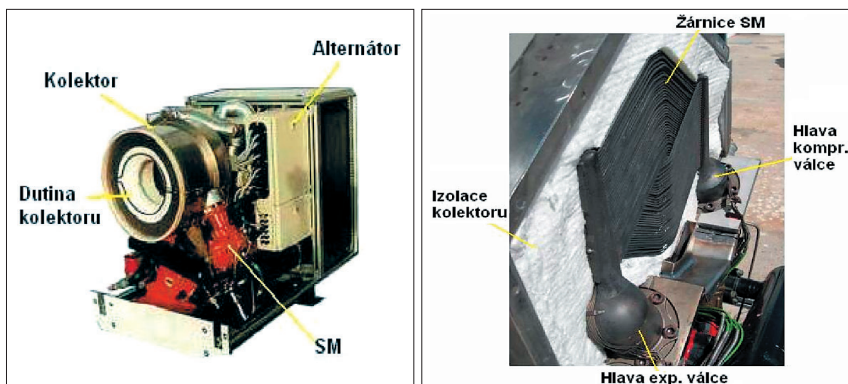 Alternátor
Kolektor
Dutina
kolektoru
SM
Žárnice SM
Hlava
kompr.
válce
Izolace
kolektoru
Hlava exp. válce